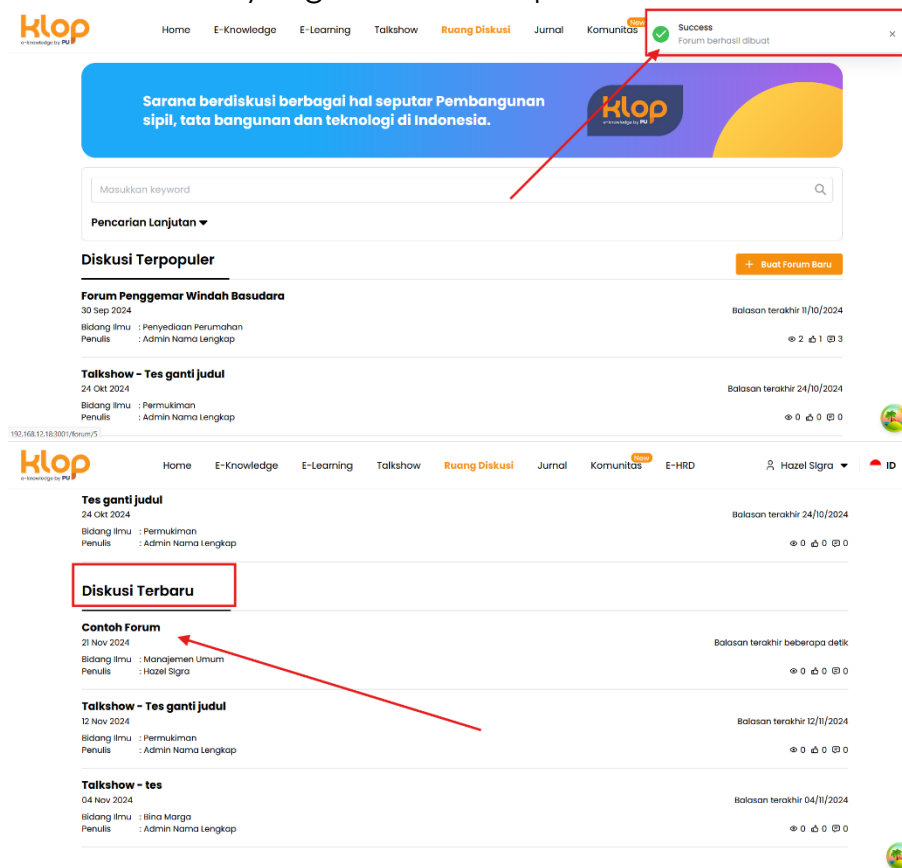 klop
e-knowledge by PU
Home E-Knowledge E-Learning Talkshow Ruang Diskusi Jurnal Komunitas New
Success
Forum berhasil dibuat
Sarana berdiskusi berbagai hal seputar Pembangunan
sipil, tata bangunan dan teknologi di Indonesia.
klop
e-knowledge by PU
Masukkan keyword
Pencarian Lanjutan
Diskusi Terpopuler
+ Buat Forum Baru
Forum Penggemar Windah Basudara
30 Sep 2024
Balasan terakhir 11/10/2024
Bidang Ilmu : Penyediaan Perumahan
Penulis : Admin Nama Lengkap
2 1 3
Talkshow - Tes ganti judul
24 Okt 2024
Balasan terakhir 24/10/2024
Bidang Ilmu : Permukiman
Penulis : Admin Nama Lengkap
0 0 0
192.168.12.18:3001/forum/5
klop
e-knowledge by PU
Home E-Knowledge E-Learning Talkshow Ruang Diskusi Jurnal Komunitas New E-HRD Hazel SIgra ID
Tes ganti judul
24 Okt 2024
Balasan terakhir 24/10/2024
Bidang Ilmu : Permukiman
Penulis : Admin Nama Lengkap
0 0 0
Diskusi Terbaru
Contoh Forum
21 Nov 2024
Balasan terakhir beberapa detik
Bidang Ilmu : Manajemen Umum
Penulis : Hazel SIgra
0 0 0
Talkshow - Tes ganti judul
12 Nov 2024
Balasan terakhir 12/11/2024
Bidang Ilmu : Permukiman
Penulis : Admin Nama Lengkap
0 0 0
Talkshow - tes
04 Nov 2024
Balasan terakhir 04/11/2024
Bidang Ilmu : Bina Marga
Penulis : Admin Nama Lengkap
0 0 0